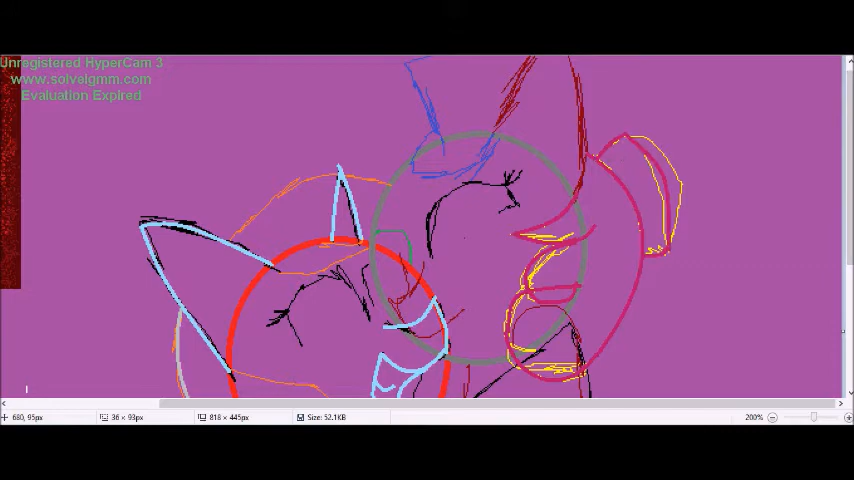 Unregistered HyperCam 3
www.solveigmm.com
Evaluation Expired
680, 95px
36 × 93px
818 × 445px
Size: 52.1KB
200%